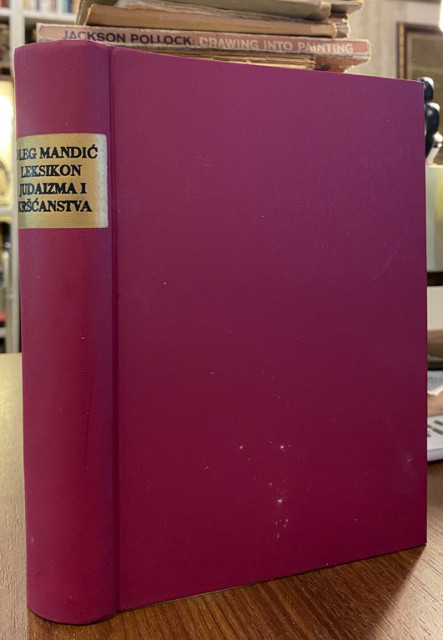 JACKSON POLLOCK: DRAWING INTO PAINTING
OLEG MANDIĆ
LEKSIKON
JUDAIZMA I
KRŠĆANSTVA